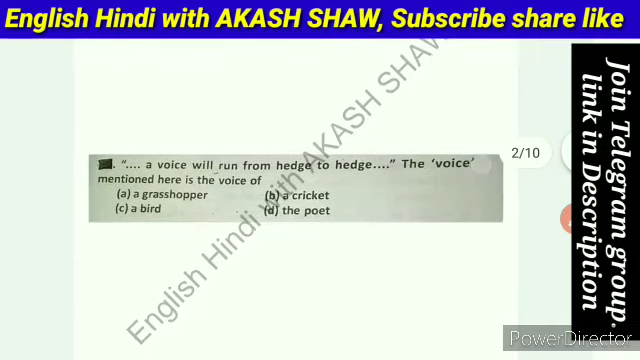 English Hindi with AKASH SHAW, Subscribe share like
. “.... a voice will run from hedge to hedge....” The ‘voice’
mentioned here is the voice of
(a) a grasshopper (b) a cricket
(c) a bird (d) the poet
2/10
English Hindi with AKASH SHAW
Join Telegram group.
link in Description
PowerDirector